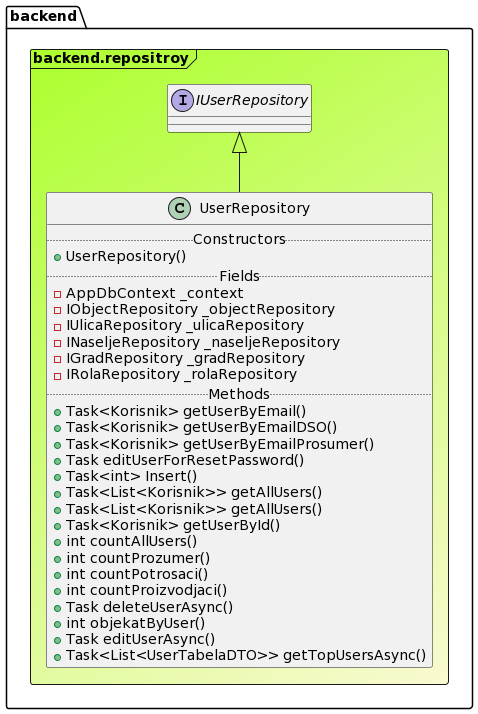 backend
backend.repositroy
I IUserRepository
C UserRepository
Constructors
UserRepository()
Fields
AppDbContext _context
IObjectRepository _objectRepository
IUlicaRepository _ulicaRepository
INaseljeRepository _naseljeRepository
IGradRepository _gradRepository
IRolaRepository _rolaRepository
Methods
Task<Korisnik> getUserByEmail()
Task<Korisnik> getUserByEmailDSO()
Task<Korisnik> getUserByEmailProsumer()
Task editUserForResetPassword()
Task<int> Insert()
Task<List<Korisnik>> getAllUsers()
Task<List<Korisnik>> getAllUsers()
Task<Korisnik> getUserById()
int countAllUsers()
int countProzumer()
int countPotrosaci()
int countProizvodjaci()
Task deleteUserAsync()
int objekatByUser()
Task editUserAsync()
Task<List<UserTabelaDTO>> getTopUsersAsync()